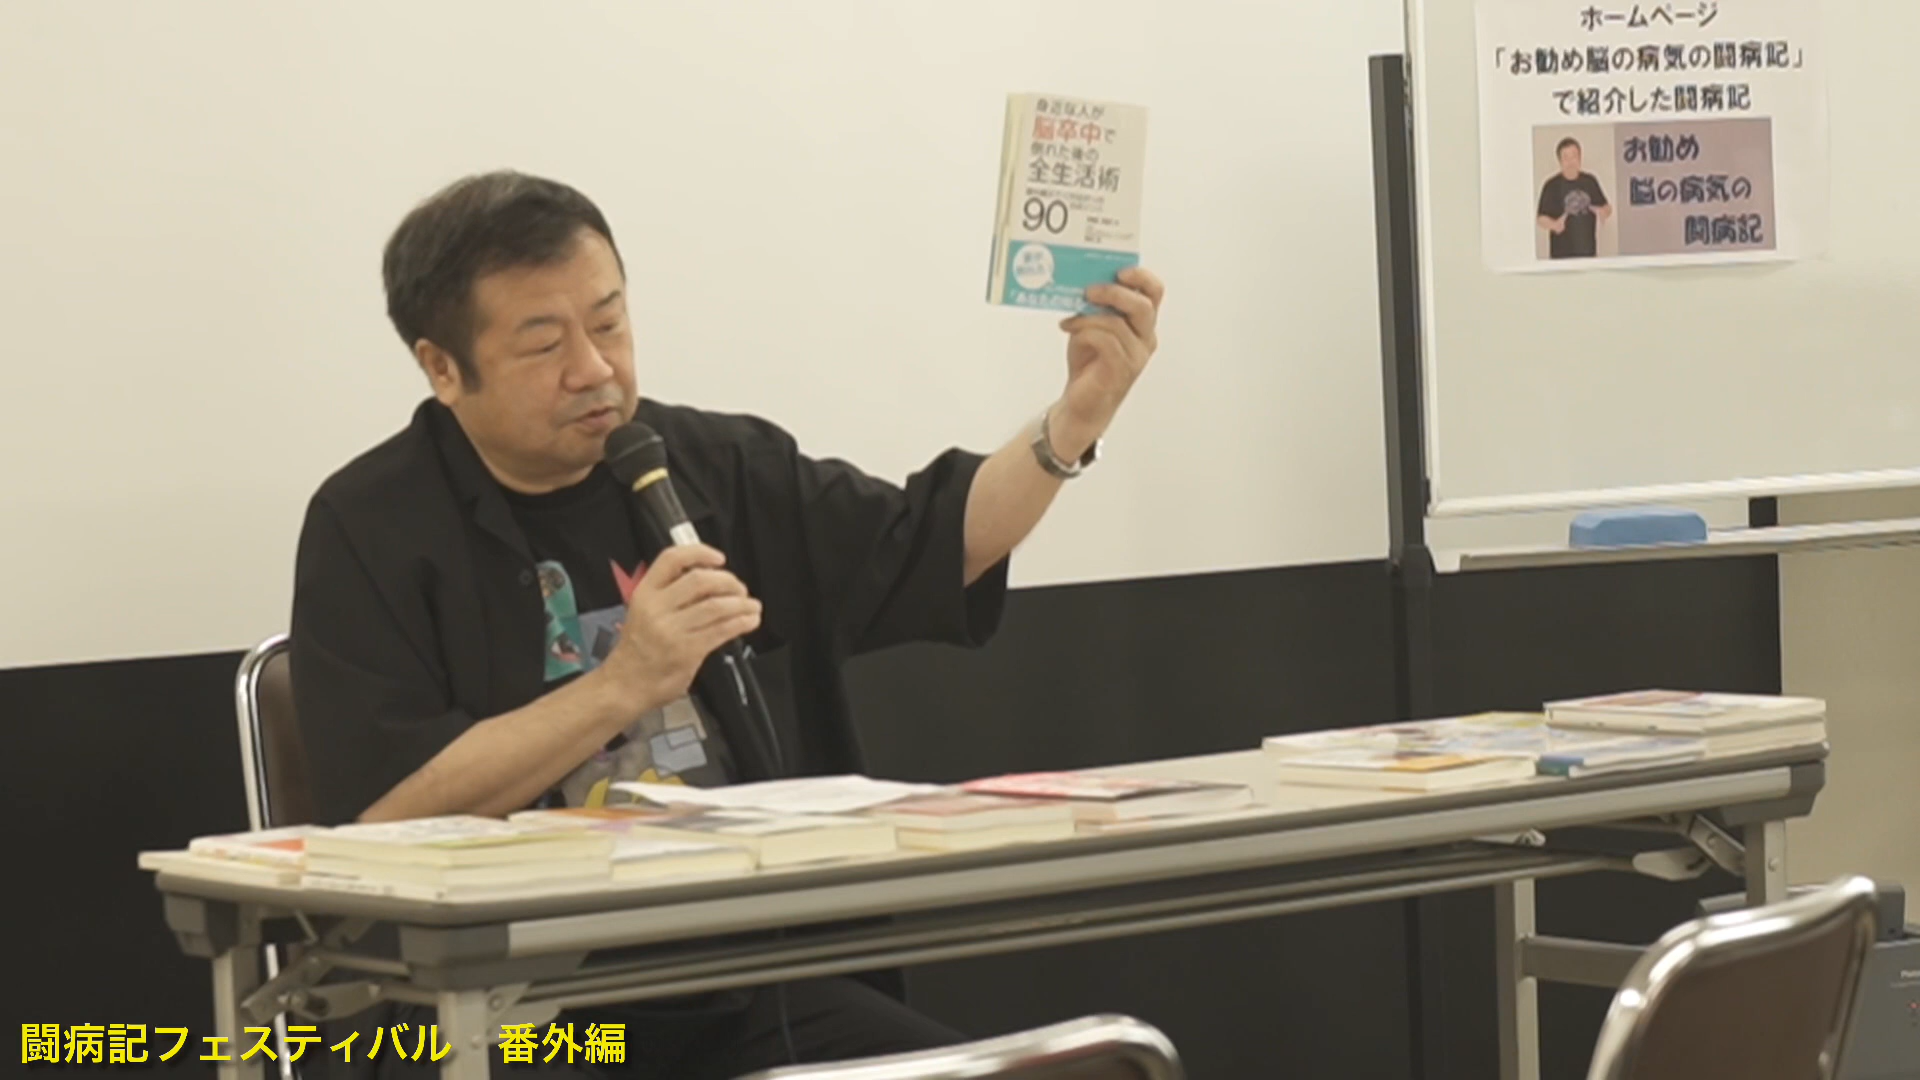 ホームページ
「お勧め脳の病気の闘病記」
で紹介した闘病記
お勧め
脳の病気の
闘病記
身近な人が
脳卒中で
倒れた後の
全生活術
90
闘病記フェスティバル 番外編